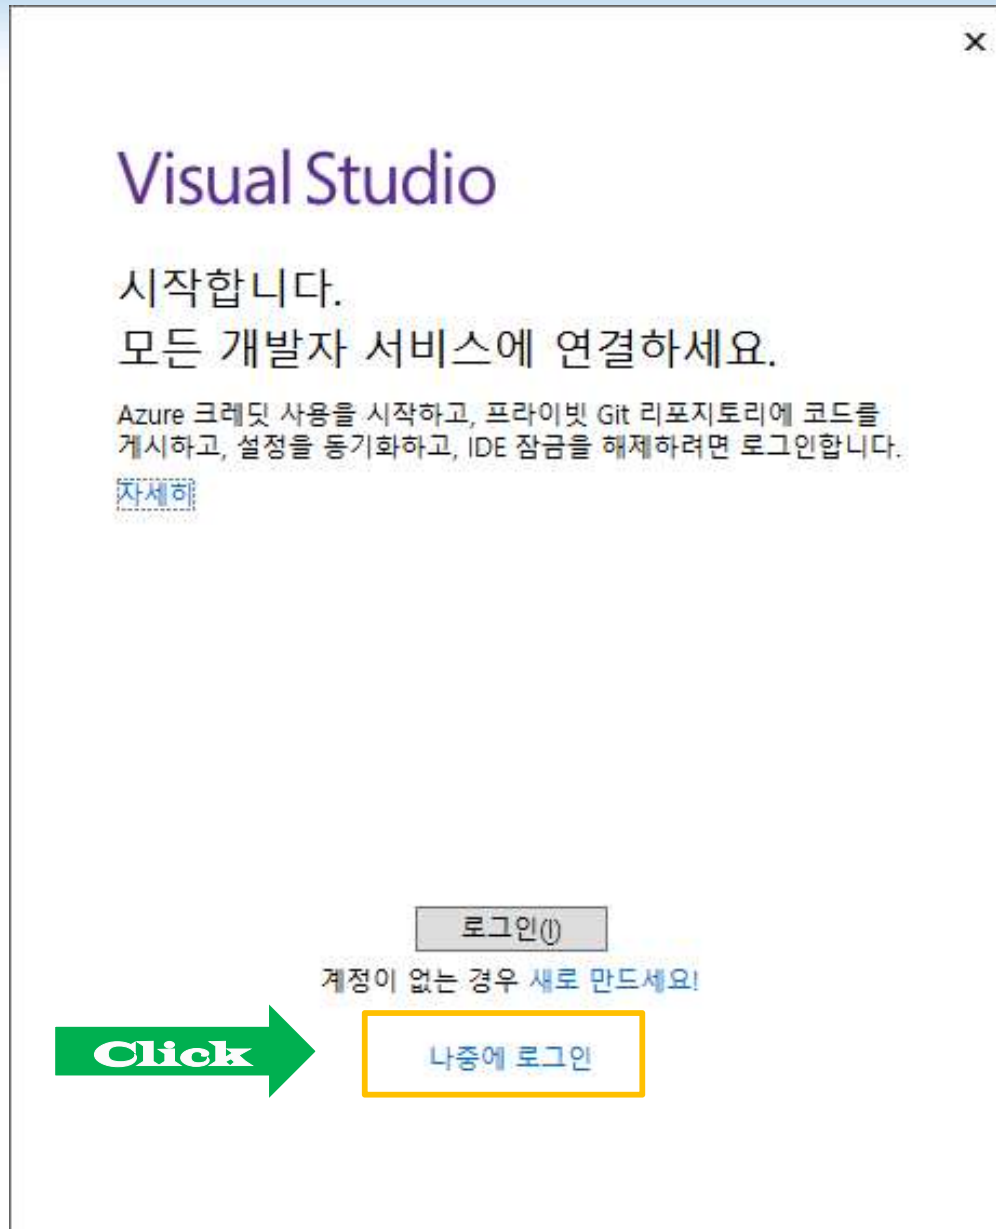 Visual Studio
시작합니다.
모든 개발자 서비스에 연결하세요.
Azure 크레딧 사용을 시작하고, 프라이빗 Git 리포지토리에 코드를
게시하고, 설정을 동기화하고, IDE 잠금을 해제하려면 로그인합니다.
자세히
로그인(I)
계정이 없는 경우 새로 만드세요!
Click 나중에 로그인